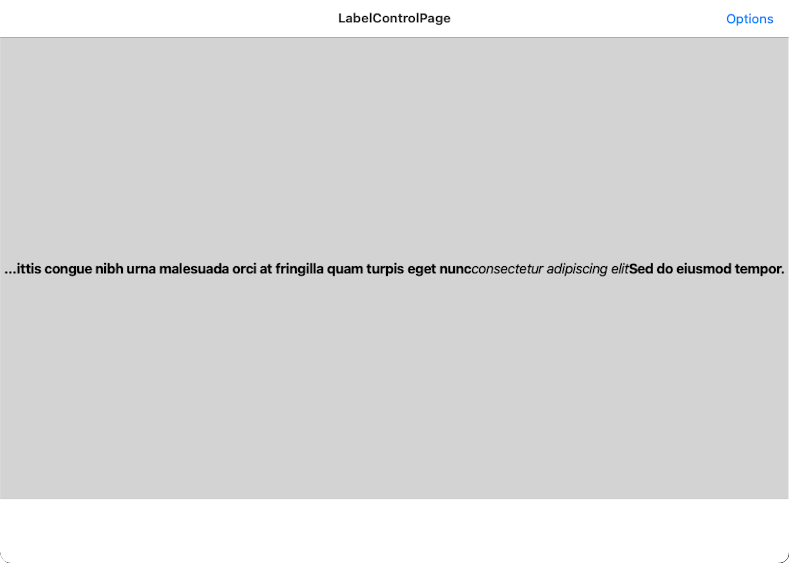 LabelControlPage
Options
...ittis congue nibh urna malesuada orci at fringilla quam turpis eget nuncconsectetur adipiscing elitSed do eiusmod tempor.